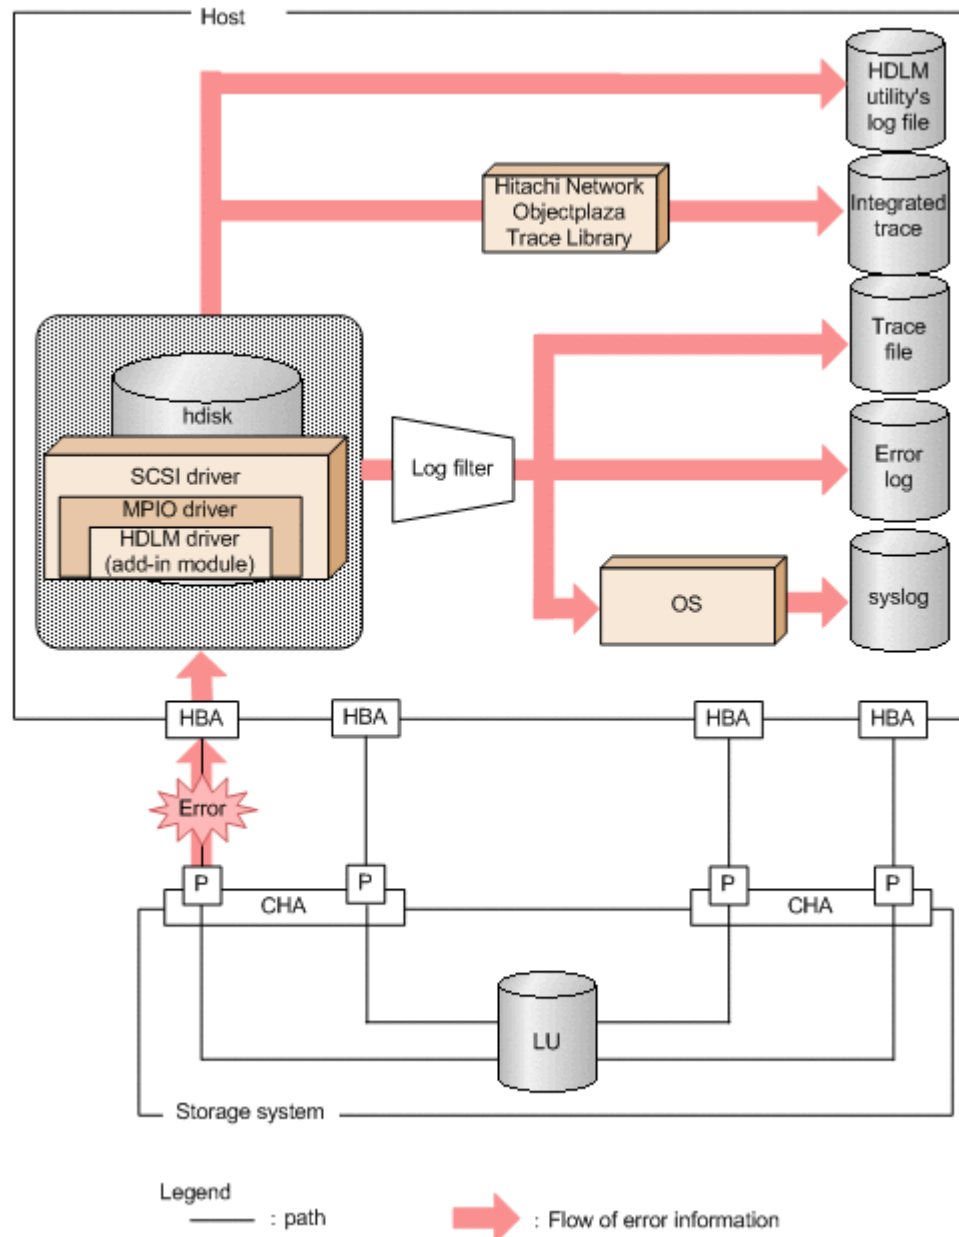 Host
HDLM
utility's
log file
Hitachi Network
Objectplaza
Trace Library
Integrated
trace
Trace
file
hdisk
SCSI driver
MPIO driver
HDLM driver
(add-in module)
Log filter
Error
log
OS
syslog
HBA
HBA
HBA
HBA
Error
P
P
P
P
CHA
CHA
LU
Storage system
Legend
: path
: Flow of error information